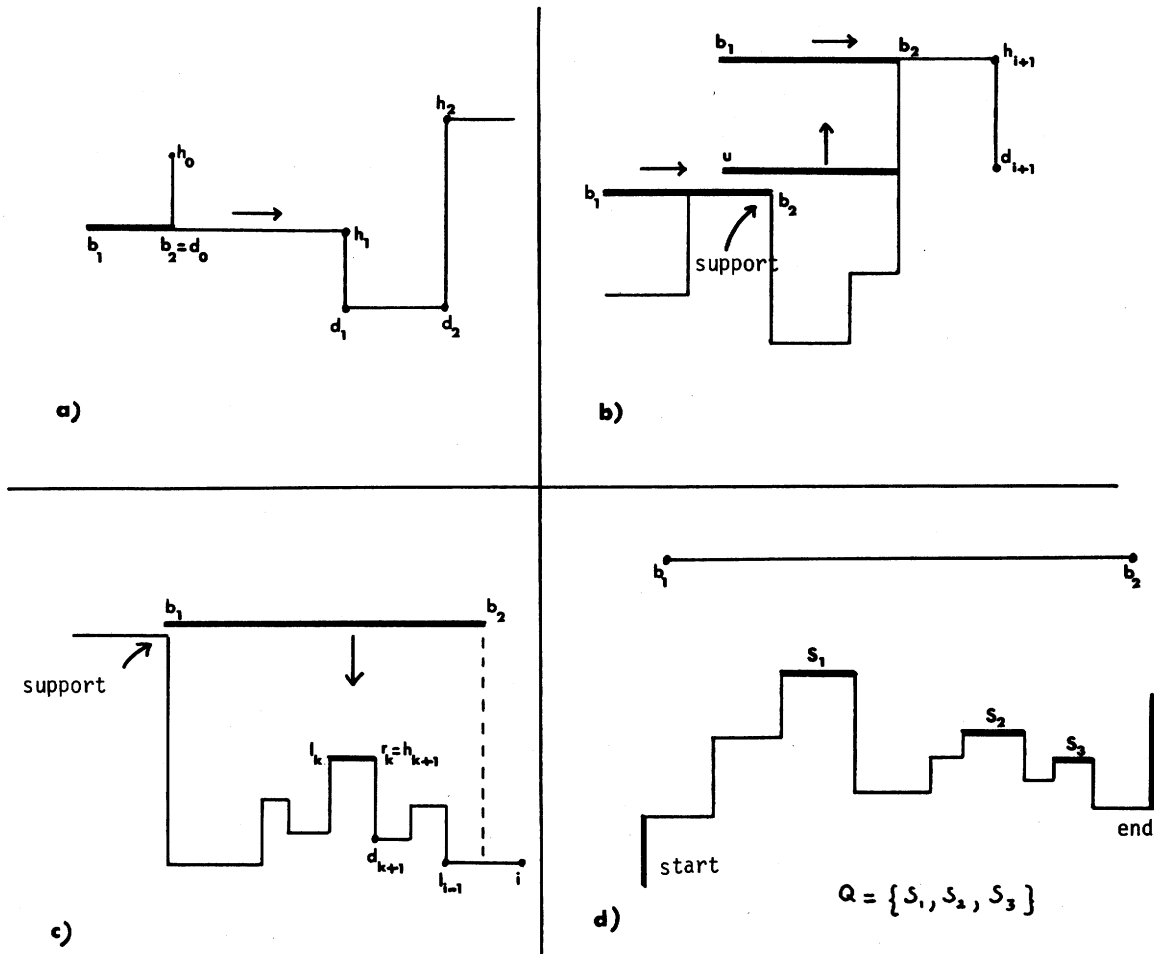 h₀
b₁ b₂=d₀
h₁
h₂
d₁ d₂
a)
b₁ b₂ hᵢ₊₁
u dᵢ₊₁
b₁ b₂
support
b)
b₁ b₂
support
lₖ rₖ=hₖ₊₁
dₖ₊₁
lᵢ₋₁ i
c)
b₁ b₂
S₁
S₂
S₃
start
end
Q = {S₁, S₂, S₃}
d)